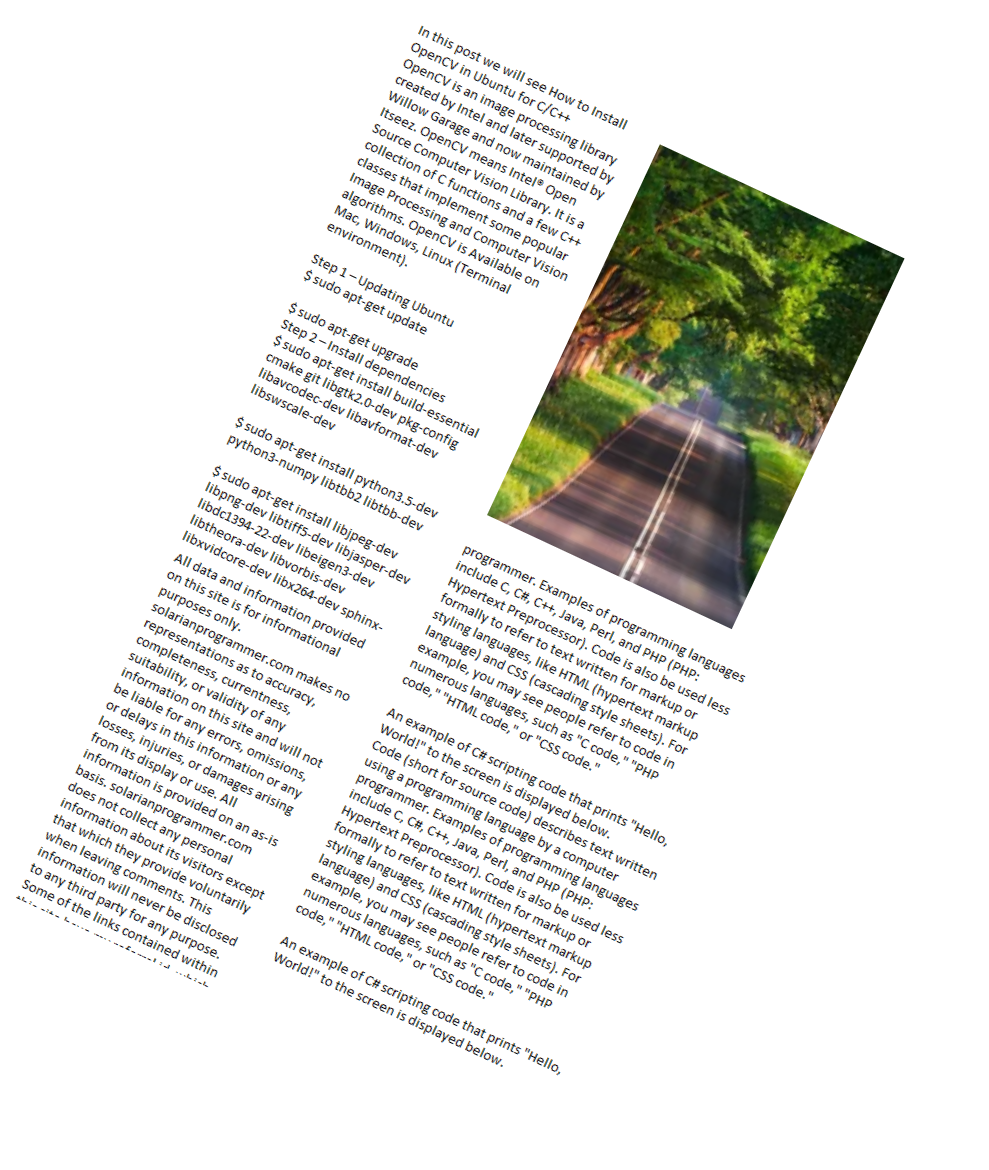 In this post we will see How to Install
OpenCV in Ubuntu for C/C++
OpenCV is an image processing library
created by Intel and later supported by
Willow Garage and now maintained by
Itseez. OpenCV means Intel® Open
Source Computer Vision Library. It is a
collection of C functions and a few C++
classes that implement some popular
Image Processing and Computer Vision
algorithms. OpenCV is Available on
Mac, Windows, Linux (Terminal
environment).
Step 1 – Updating Ubuntu
$ sudo apt-get update
$ sudo apt-get upgrade
Step 2 – Install dependencies
$ sudo apt-get install build-essential
cmake git libgtk2.0-dev pkg-config
libavcodec-dev libavformat-dev
libswscale-dev
$ sudo apt-get install python3.5-dev
python3-numpy libtbb2 libtbb-dev
$ sudo apt-get install libjpeg-dev
libpng-dev libtiff5-dev libjasper-dev
libdc1394-22-dev libeigen3-dev
libtheora-dev libvorbis-dev
libxvidcore-dev libx264-dev sphinx-
All data and information provided
on this site is for informational
purposes only.
solarianprogrammer.com makes no
representations as to accuracy,
completeness, currentness,
suitability, or validity of any
information on this site and will not
be liable for any errors, omissions,
or delays in this information or any
losses, injuries, or damages arising
from its display or use. All
information is provided on an as-is
basis. solarianprogrammer.com
does not collect any personal
information about its visitors except
that which they provide voluntarily
when leaving comments. This
information will never be disclosed
to any third party for any purpose.
Some of the links contained within
programmer. Examples of programming languages
include C, C#, C++, Java, Perl, and PHP (PHP:
Hypertext Preprocessor). Code is also be used less
formally to refer to text written for markup or
styling languages, like HTML (hypertext markup
language) and CSS (cascading style sheets). For
example, you may see people refer to code in
numerous languages, such as "C code," "PHP
code," "HTML code," or "CSS code."
An example of C# scripting code that prints "Hello,
World!" to the screen is displayed below.
Code (short for source code) describes text written
using a programming language by a computer
programmer. Examples of programming languages
include C, C#, C++, Java, Perl, and PHP (PHP:
Hypertext Preprocessor). Code is also be used less
formally to refer to text written for markup or
styling languages, like HTML (hypertext markup
language) and CSS (cascading style sheets). For
example, you may see people refer to code in
numerous languages, such as "C code," "PHP
code," "HTML code," or "CSS code."
An example of C# scripting code that prints "Hello,
World!" to the screen is displayed below.